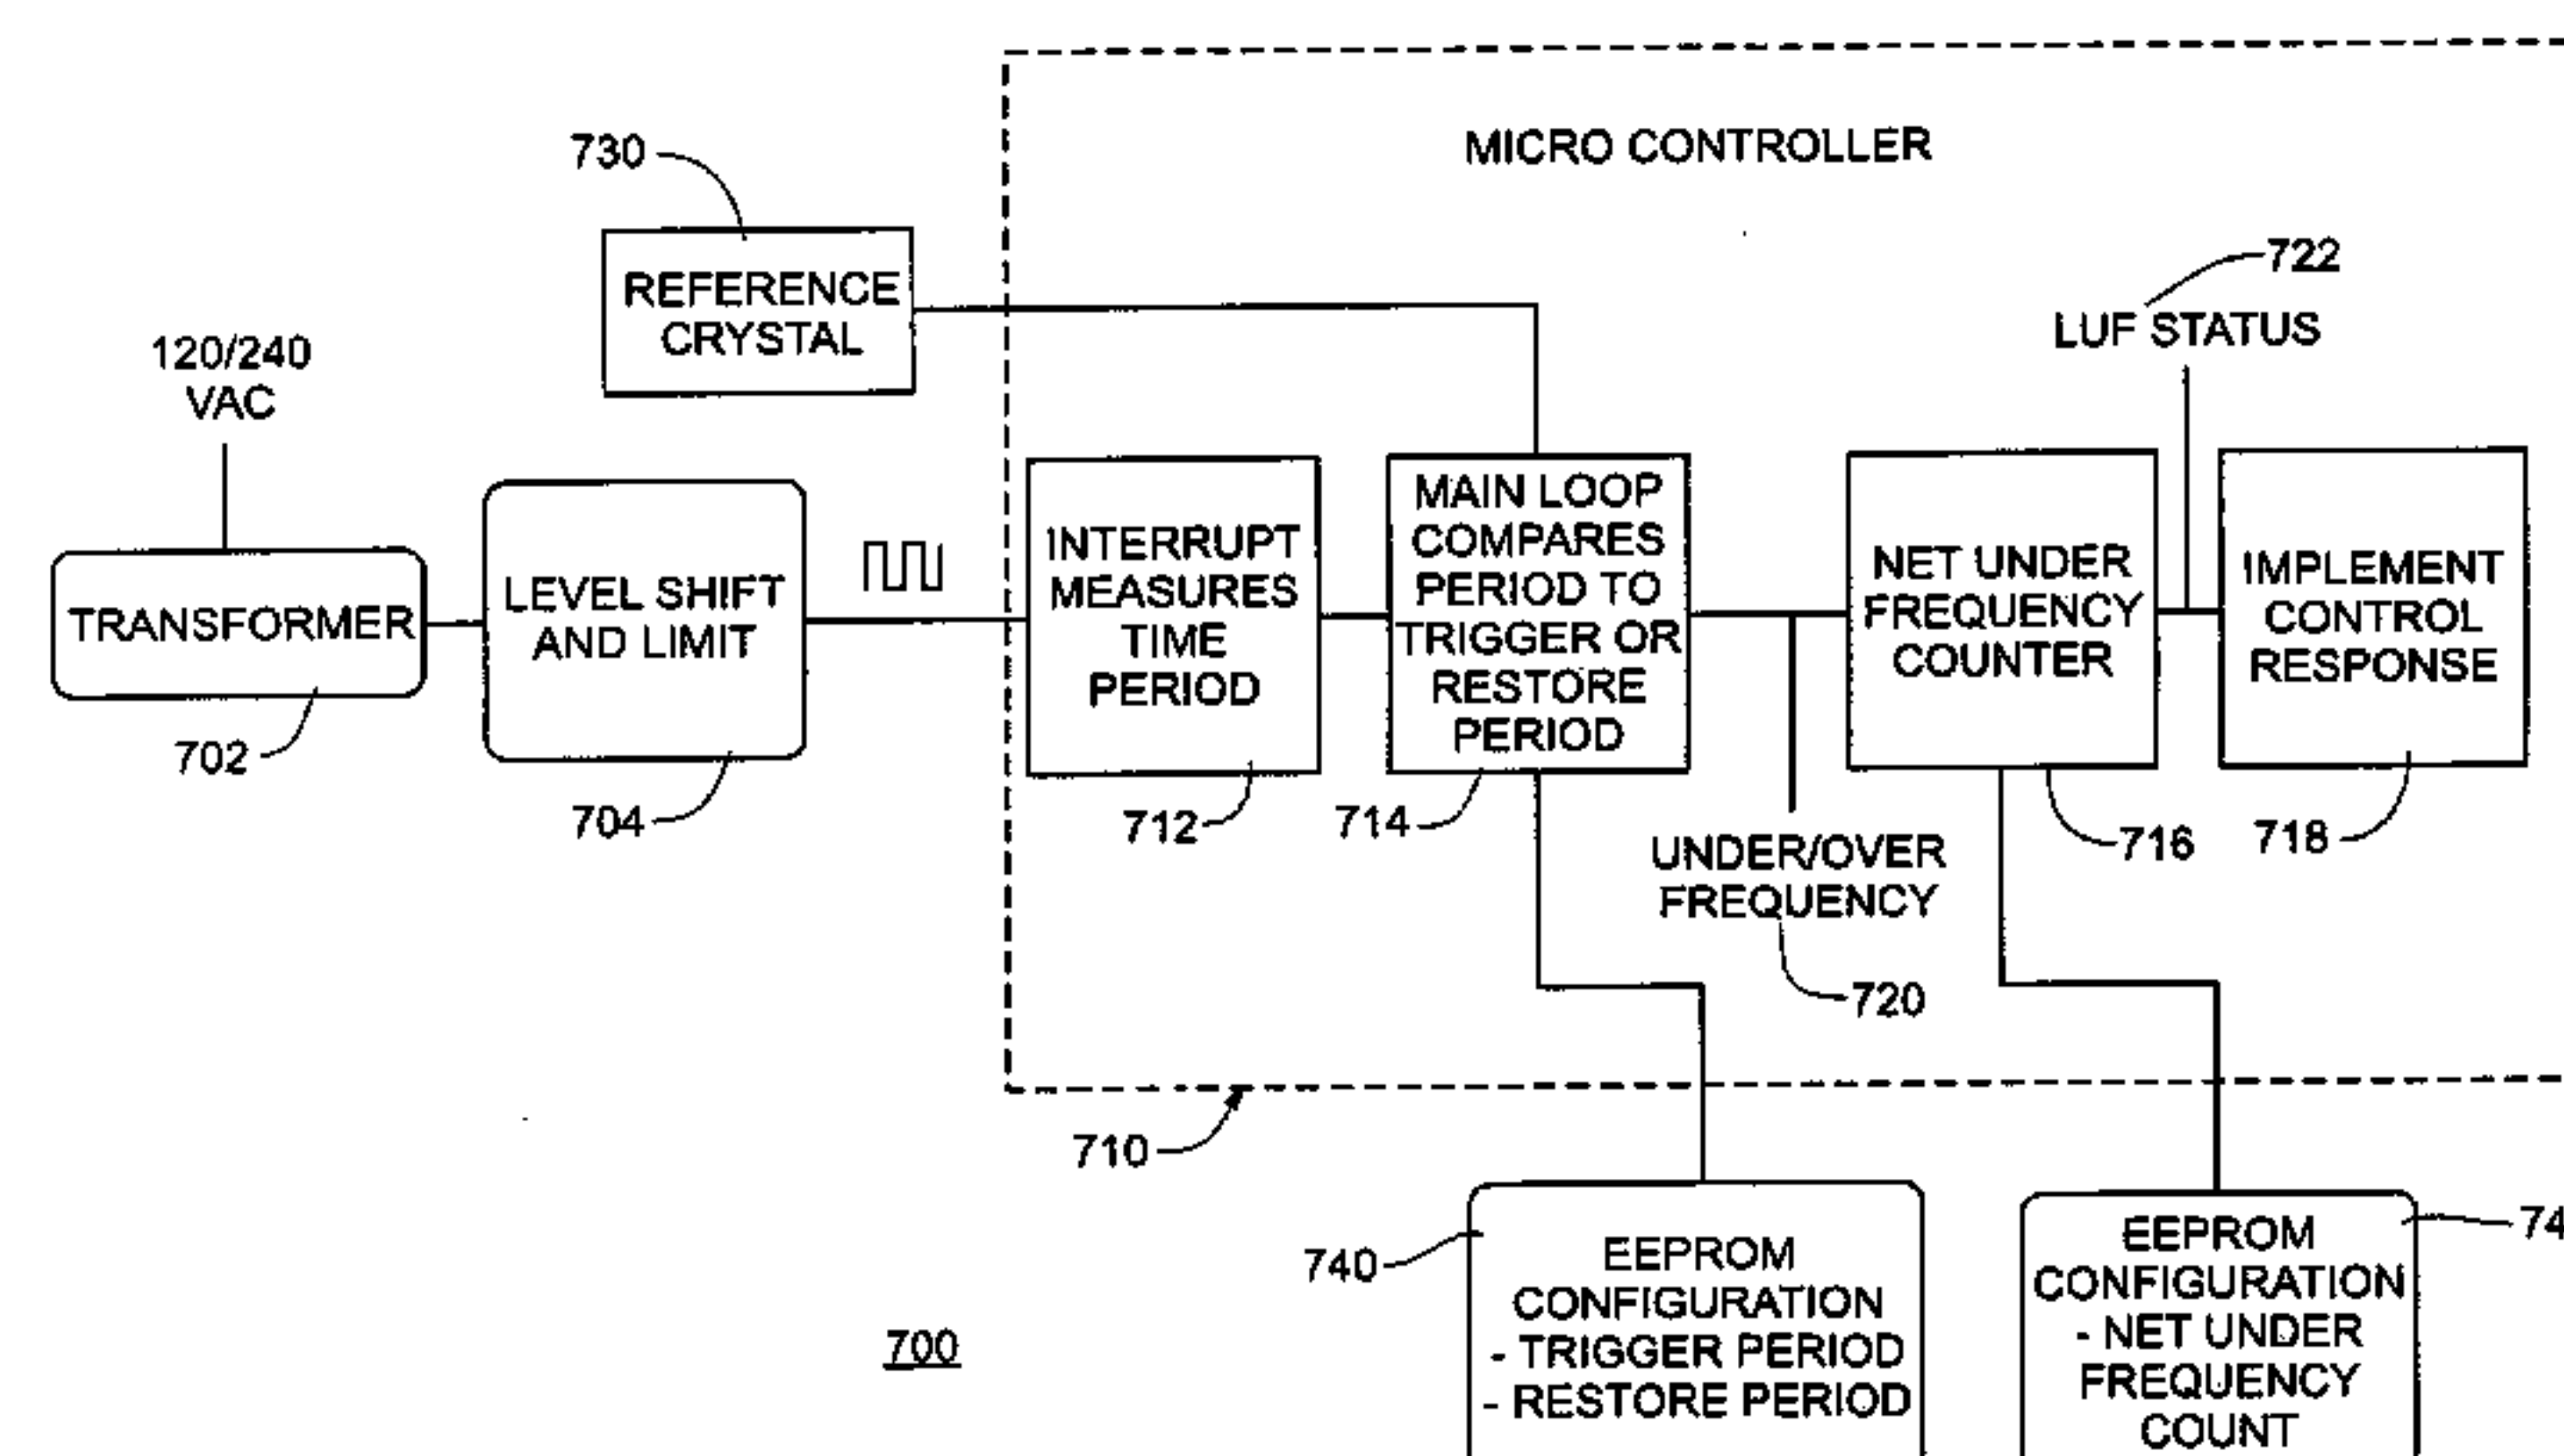 MICRO CONTROLLER
730
REFERENCE
CRYSTAL
722
LUF STATUS
120/240
VAC
TRANSFORMER
702
LEVEL SHIFT
AND LIMIT
704
INTERRUPT
MEASURES
TIME
PERIOD
712
MAIN LOOP
COMPARES
PERIOD TO
TRIGGER OR
RESTORE
PERIOD
714
UNDER/OVER
FREQUENCY
720
NET UNDER
FREQUENCY
COUNTER
716
IMPLEMENT
CONTROL
RESPONSE
718
710
740
EEPROM
CONFIGURATION
- TRIGGER PERIOD
- RESTORE PERIOD
EEPROM
CONFIGURATION
- NET UNDER
FREQUENCY
COUNT
700